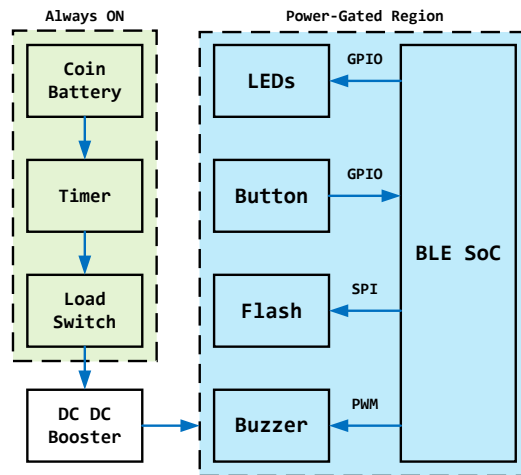 Always ON
Power-Gated Region
Coin
Battery
Timer
Load
Switch
DC DC
Booster
LEDs
GPIO
Button
GPIO
Flash
SPI
Buzzer
PWM
BLE SoC